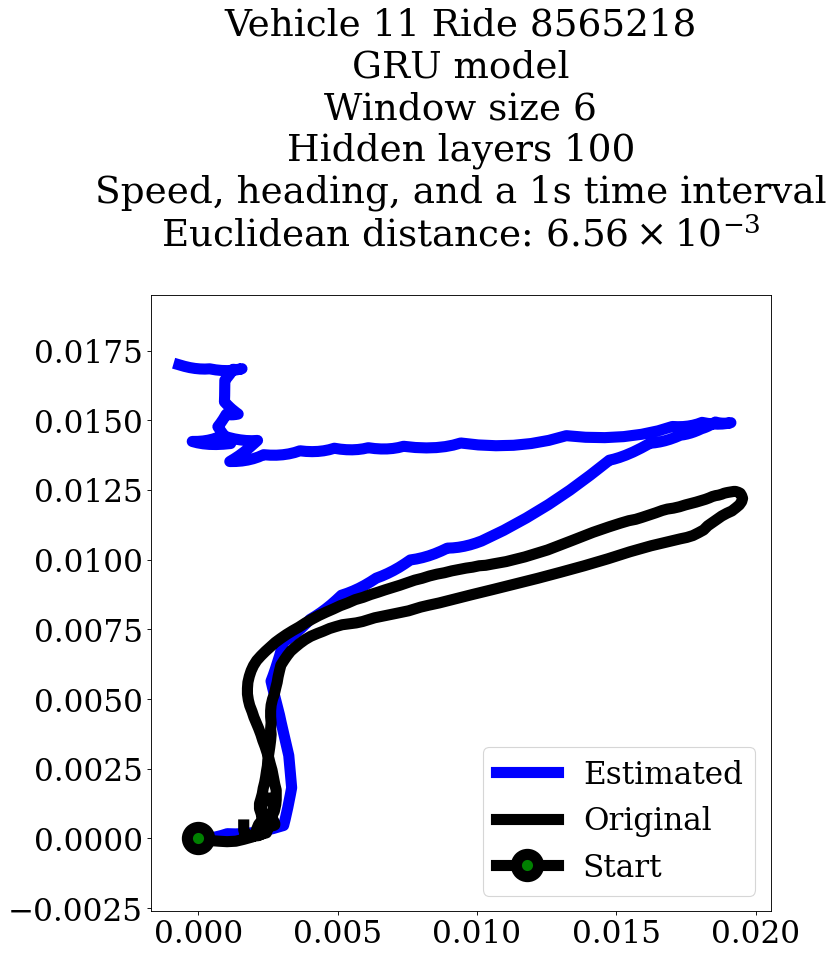 Vehicle 11 Ride 8565218
GRU model
Window size 6
Hidden layers 100
Speed, heading, and a 1s time interval
Euclidean distance: 6.56 × 10⁻³
0.0175
0.0150
0.0125
0.0100
0.0075
0.0050
0.0025
0.0000
−0.0025
Estimated
Original
Start
0.000 0.005 0.010 0.015 0.020